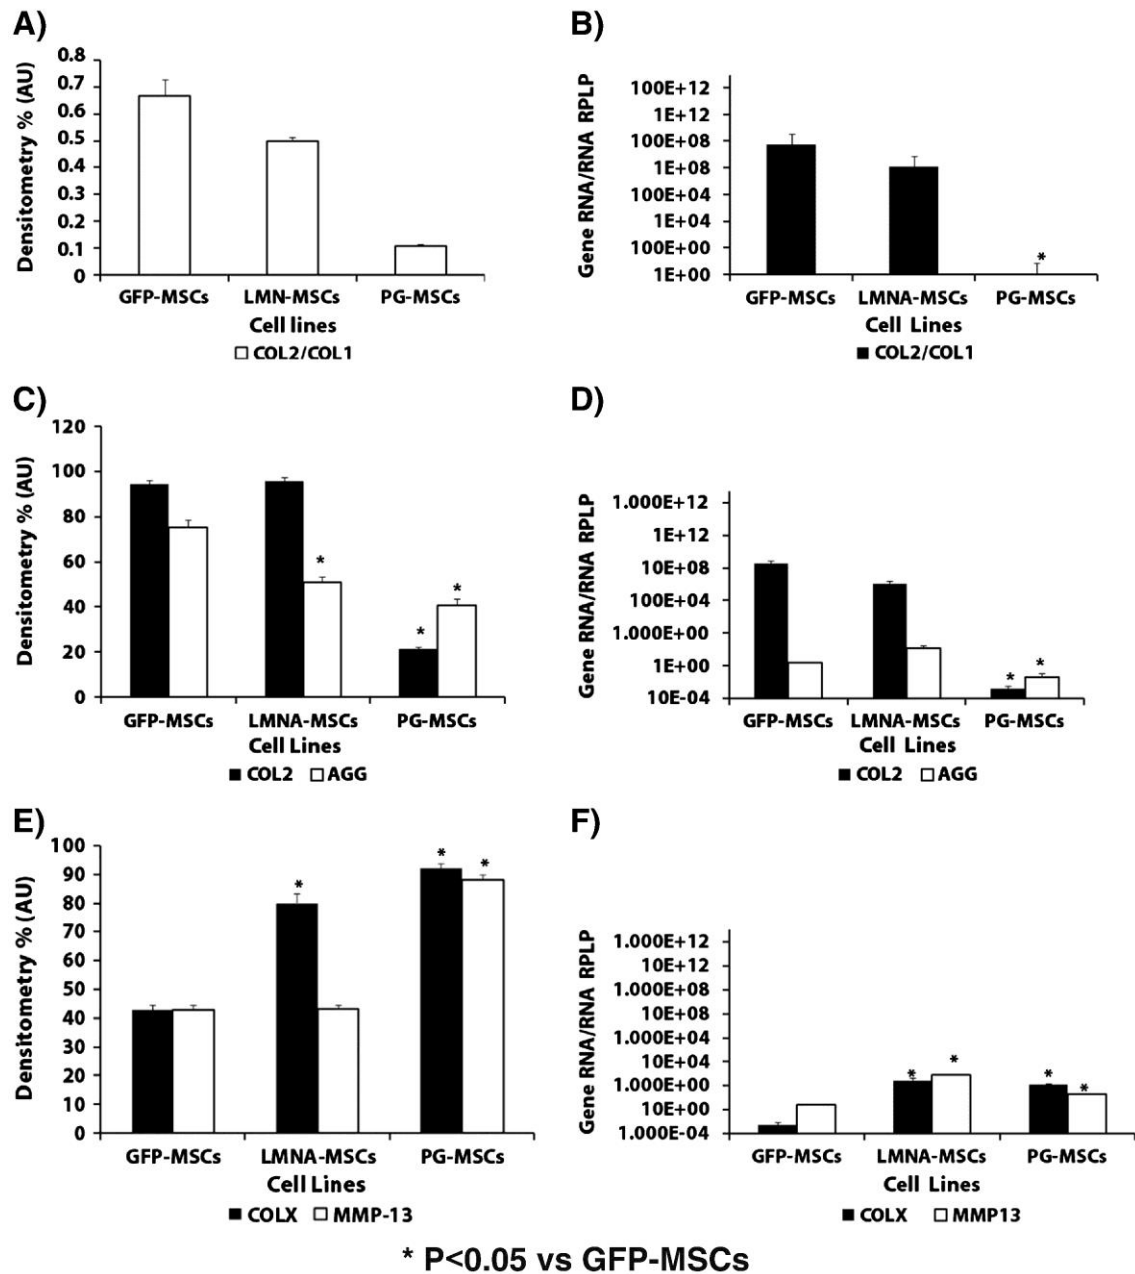 A)
Densitometry % (AU)
0.8
0.7
0.6
0.5
0.4
0.3
0.2
0.1
0
GFP-MSCs LMN-MSCs PG-MSCs
Cell lines
COL2/COL1
B)
Gene RNA/RNA RPLP
100E+12
1E+12
100E+08
1E+08
100E+04
1E+04
100E+00
1E+00
*
GFP-MSCs LMNA-MSCs PG-MSCs
Cell Lines
COL2/COL1
C)
Densitometry % (AU)
120
100
80
60
40
20
0
*
*
*
GFP-MSCs LMNA-MSCs PG-MSCs
Cell Lines
COL2 AGG
D)
Gene RNA/RNA RPLP
1.000E+12
1E+12
10E+08
100E+04
1.000E+00
1E+00
10E-04
* *
GFP-MSCs LMNA-MSCs PG-MSCs
Cell Lines
COL2 AGG
E)
Densitometry % (AU)
100
90
80
70
60
50
40
30
20
10
0
*
* *
GFP-MSCs LMNA-MSCs PG-MSCs
Cell Lines
COLX MMP-13
F)
Gene RNA/RNA RPLP
1.000E+12
10E+12
1.000E+08
10E+08
1.000E+04
10E+04
1.000E+00
10E+00
1.000E-04
* *
* *
GFP-MSCs LMNA-MSCs PG-MSCs
Cell Lines
COLX MMP13
* P<0.05 vs GFP-MSCs